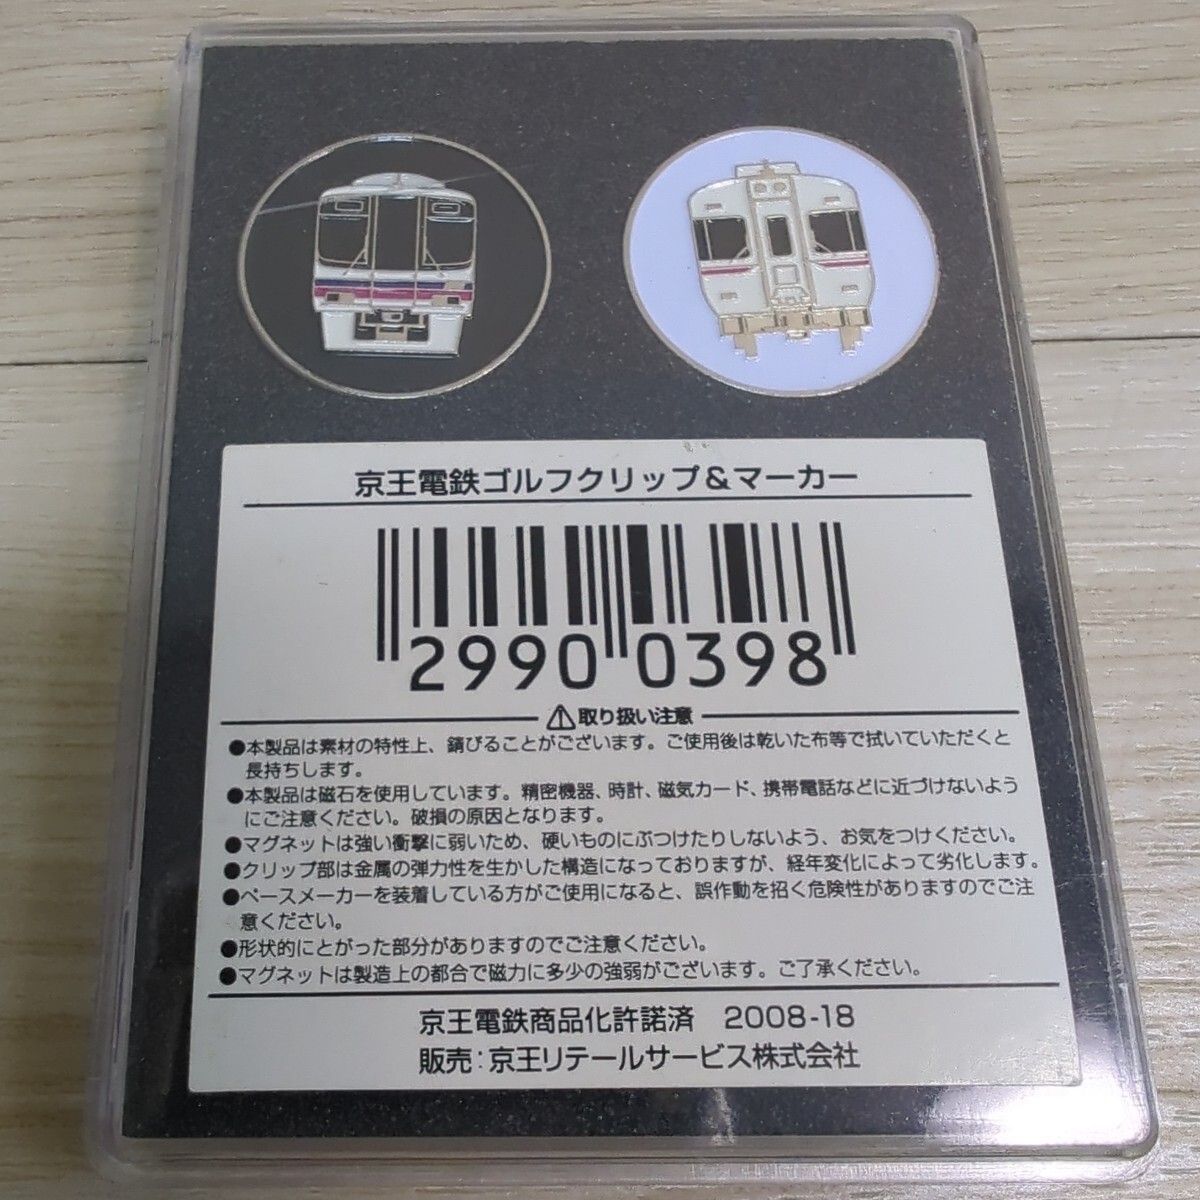 京王電鉄ゴルフクリップ&マーカー
2990 0398
⚠取り扱い注意
●本製品は素材の特性上、錆びることがございます。ご使用後は乾いた布等で拭いていただくと
長持ちします。
●本製品は磁石を使用しています。精密機器、時計、磁気カード、携帯電話などに近づけないよう
にご注意ください。破損の原因となります。
●マグネットは強い衝撃に弱いため、硬いものにぶつけたりしないよう、お気をつけください。
●クリップ部は金属の弾力性を生かした構造になっておりますが、経年変化によって劣化します。
●ペースメーカーを装着している方がご使用になると、誤作動を招く危険性がありますのでご注
意ください。
●形状的にとがった部分がありますのでご注意ください。
●マグネットは製造上の都合で磁力に多少の強弱がございます。ご了承ください。
京王電鉄商品化許諾済 2008-18
販売:京王リテールサービス株式会社